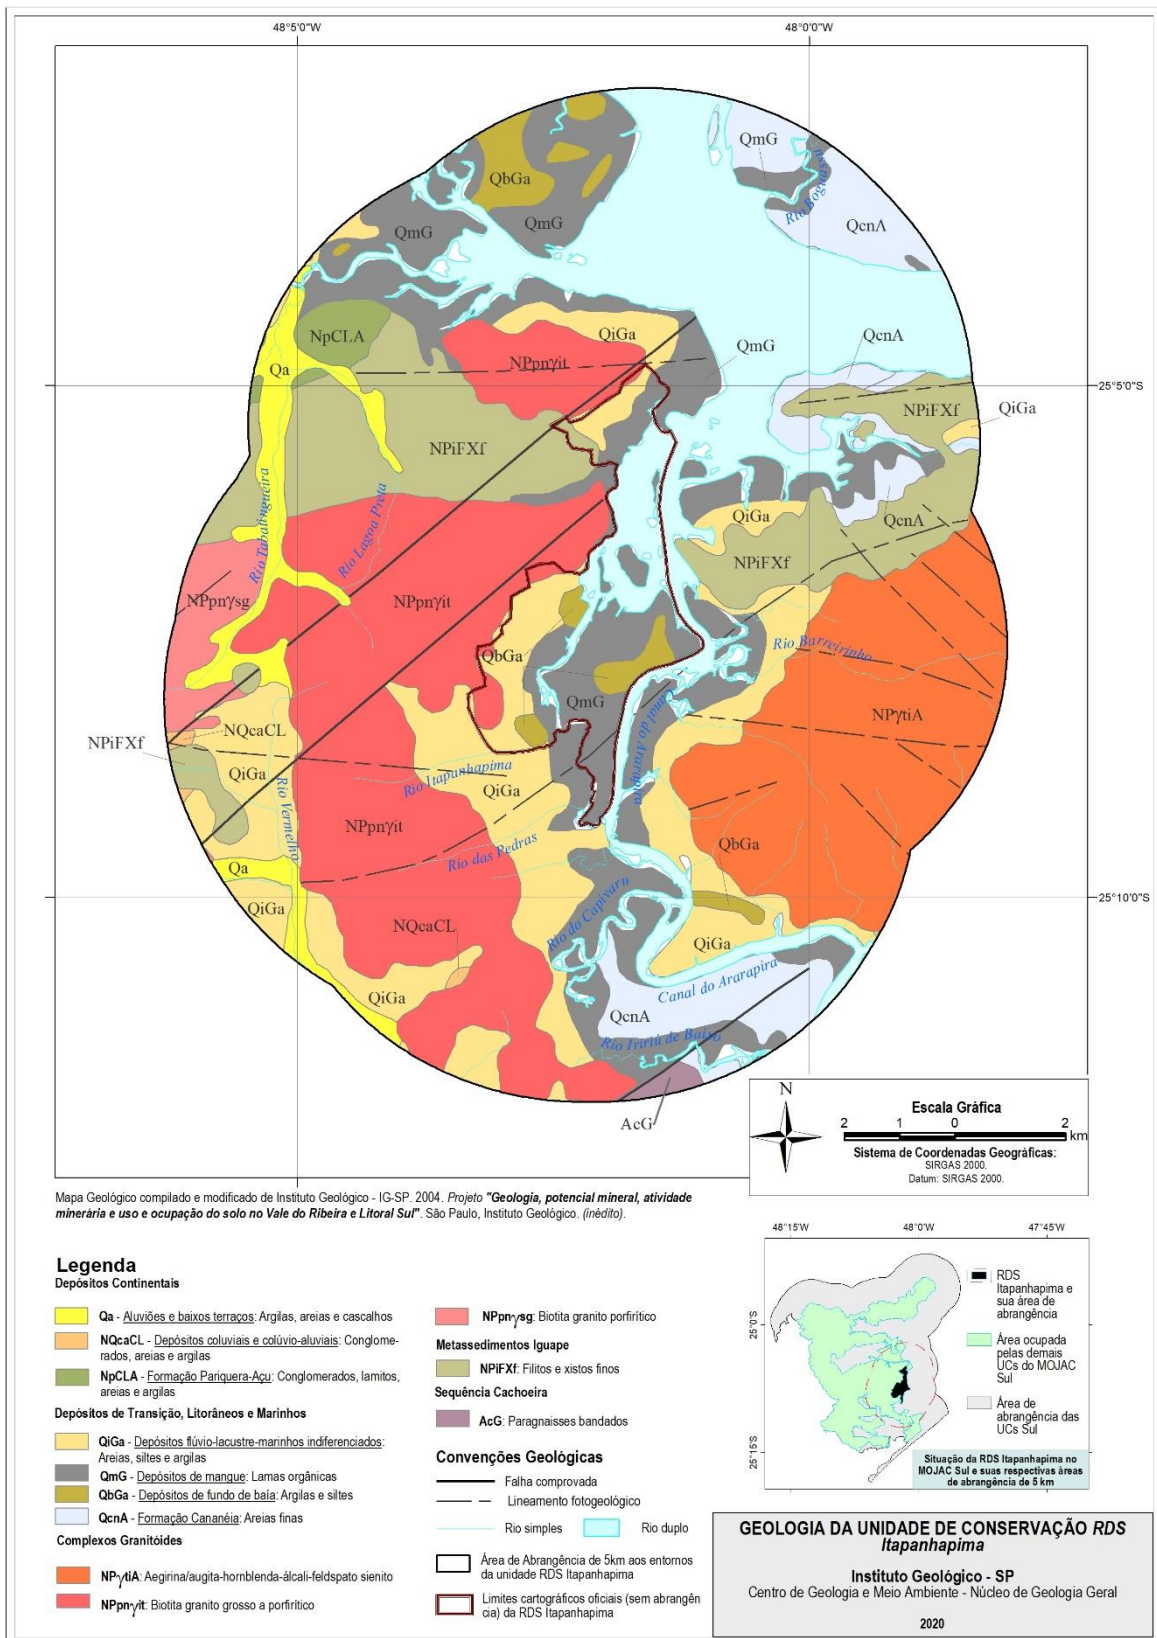 48°5'0"W
48°0'0"W
QmG
QbGa
Rio Boguassu
QmG
QmG
QcnA
NpCLA
QiGa
QcnA
QmG
NPpnγit
Qa
25°5'0"S
NPiFXf
QiGa
NPiFXf
Rio Tabatingueira
Rio Lagoa Preta
QiGa
QcnA
NPiFXf
NPpnγsg
NPpnγit
Rio Barreirinho
QbGa
QmG
Canal do Ararapira
NPγtiA
NQcaCL
NPiFXf
QiGa
Rio Itapanhapima
QiGa
Rio Vermelho
NPpnγit
Rio das Pedras
QbGa
Qa
Rio do Capivaru
25°10'0"S
QiGa
NQcaCL
QiGa
QiGa
Canal do Ararapira
QcnA
Rio Iririú de Baixo
AcG
N
Escala Gráfica
2 1 0 2 km
Sistema de Coordenadas Geográficas:
SIRGAS 2000.
Datum: SIRGAS 2000.
Mapa Geológico compilado e modificado de Instituto Geológico - IG-SP. 2004. Projeto "Geologia, potencial mineral, atividade
minerária e uso e ocupação do solo no Vale do Ribeira e Litoral Sul". São Paulo, Instituto Geológico. (inédito).
Legenda
Depósitos Continentais
Qa - Aluviões e baixos terraços: Argilas, areias e cascalhos
NQcaCL - Depósitos coluviais e colúvio-aluviais: Conglome-
rados, areias e argilas
NpCLA - Formação Pariquera-Açu: Conglomerados, lamitos,
areias e argilas
Depósitos de Transição, Litorâneos e Marinhos
QiGa - Depósitos flúvio-lacustre-marinhos indiferenciados:
Areias, siltes e argilas
QmG - Depósitos de mangue: Lamas orgânicas
QbGa - Depósitos de fundo de baía: Argilas e siltes
QcnA - Formação Cananéia: Areias finas
Complexos Granitóides
NPγtiA: Aegirina/augita-hornblenda-álcali-feldspato sienito
NPpnγit: Biotita granito grosso a porfirítico
NPpnγsg: Biotita granito porfirítico
Metassedimentos Iguape
NPiFXf: Filitos e xistos finos
Sequência Cachoeira
AcG: Paragnaisses bandados
Convenções Geológicas
Falha comprovada
Lineamento fotogeológico
Rio simples
Rio duplo
Área de Abrangência de 5km aos entornos
da unidade RDS Itapanhapima
Limites cartográficos oficiais (sem abrangên
cia) da RDS Itapanhapima
48°15'W
48°0'W
47°45'W
25°0'S
25°15'S
RDS
Itapanhapima e
sua área de
abrangência
Área ocupada
pelas demais
UCs do MOJAC
Sul
Área de
abrangência das
UCs Sul
Situação da RDS Itapanhapima no
MOJAC Sul e suas respectivas áreas
de abrangência de 5 km
GEOLOGIA DA UNIDADE DE CONSERVAÇÃO RDS
Itapanhapima
Instituto Geológico - SP
Centro de Geologia e Meio Ambiente - Núcleo de Geologia Geral
2020